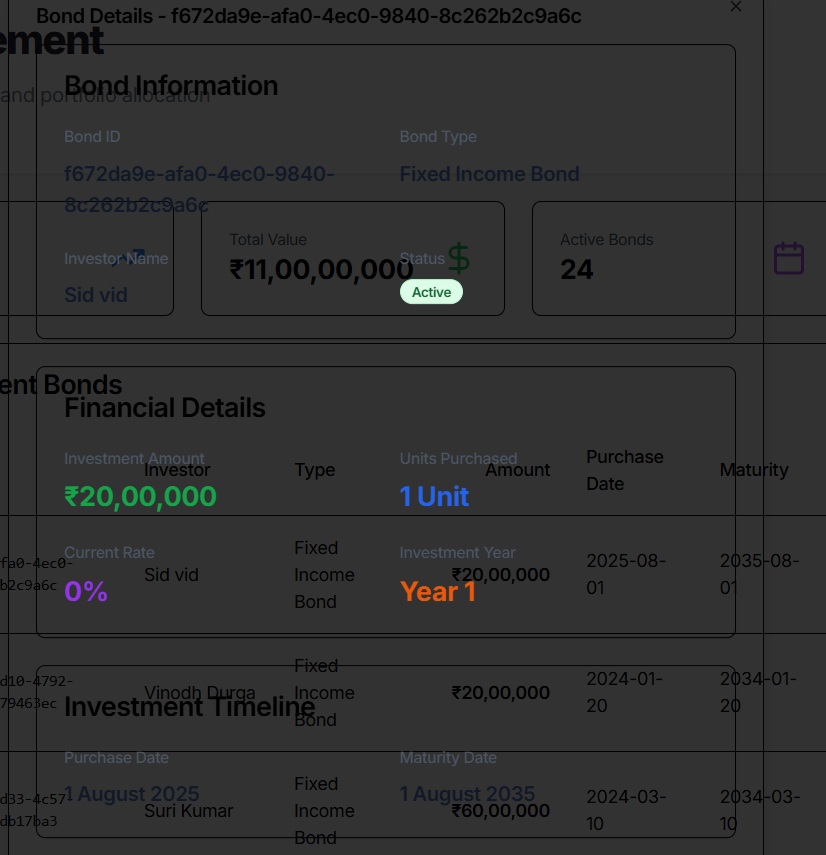 Bond Details - f672da9e-afa0-4ec0-9840-8c262b2c9a6c
ement
Bond Information
and portfolio allocation
Bond ID
Bond Type
f672da9e-afa0-4ec0-9840-
8c262b2c9a6c
Fixed Income Bond
Total Value
₹11,00,00,000
Active Bonds
24
Investor Name
Sid vid
Status
Active
ent Bonds
Financial Details
Investment Amount
₹20,00,000
Units Purchased
1 Unit
Investor
Type
Amount
Purchase
Date
Maturity
Current Rate
0%
Investment Year
Year 1
fa0-4ec0-
b2c9a6c
Sid vid
Fixed
Income
Bond
₹20,00,000
2025-08-
01
2035-08-
01
d10-4792-
79463ec
Vinodh Durga
Fixed
Income
Bond
₹20,00,000
2024-01-
20
2034-01-
20
Investment Timeline
Purchase Date
1 August 2025
Maturity Date
1 August 2035
d33-4c57-
db17ba3
Suri Kumar
Fixed
Income
Bond
₹60,00,000
2024-03-
10
2034-03-
10